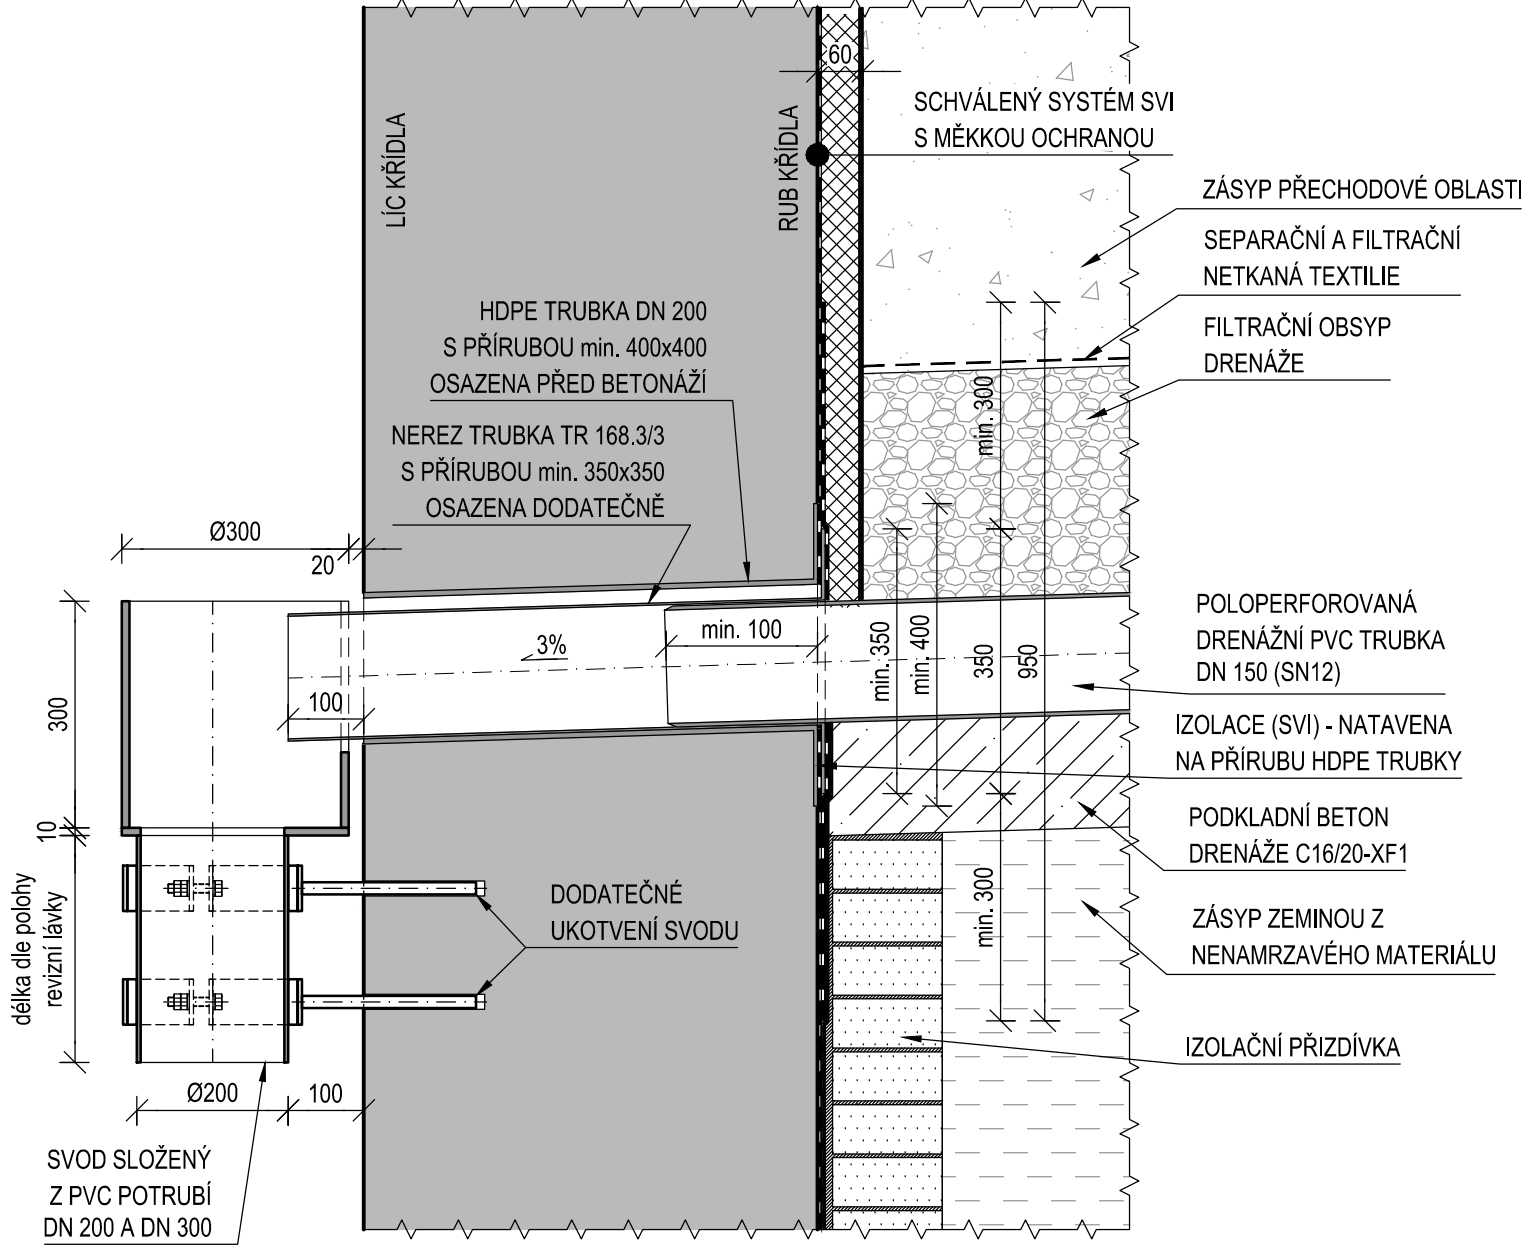 60
SCHVÁLENÝ SYSTÉM SVI
S MĚKKOU OCHRANOU
LÍC KŘÍDLA
RUB KŘÍDLA
ZÁSYP PŘECHODOVÉ OBLASTI
SEPARAČNÍ A FILTRAČNÍ
NETKANÁ TEXTILIE
FILTRAČNÍ OBSYP
DRENÁŽE
HDPE TRUBKA DN 200
S PŘÍRUBOU min. 400x400
OSAZENA PŘED BETONÁŽÍ
NEREZ TRUBKA TR 168.3/3
S PŘÍRUBOU min. 350x350
OSAZENA DODATEČNĚ
min. 300
Ø300
20
300
10
délka dle polohy
revizní lávky
3%
100
min. 100
min. 350
min. 400
350
950
min. 300
POLOPERFOROVANÁ
DRENÁŽNÍ PVC TRUBKA
DN 150 (SN12)
IZOLACE (SVI) - NATAVENA
NA PŘÍRUBU HDPE TRUBKY
PODKLADNÍ BETON
DRENÁŽE C16/20-XF1
DODATEČNÉ
UKOTVENÍ SVODU
ZÁSYP ZEMINOU Z
NENAMRZAVÉHO MATERIÁLU
IZOLAČNÍ PŘIZDÍVKA
Ø200
100
SVOD SLOŽENÝ
Z PVC POTRUBÍ
DN 200 A DN 300